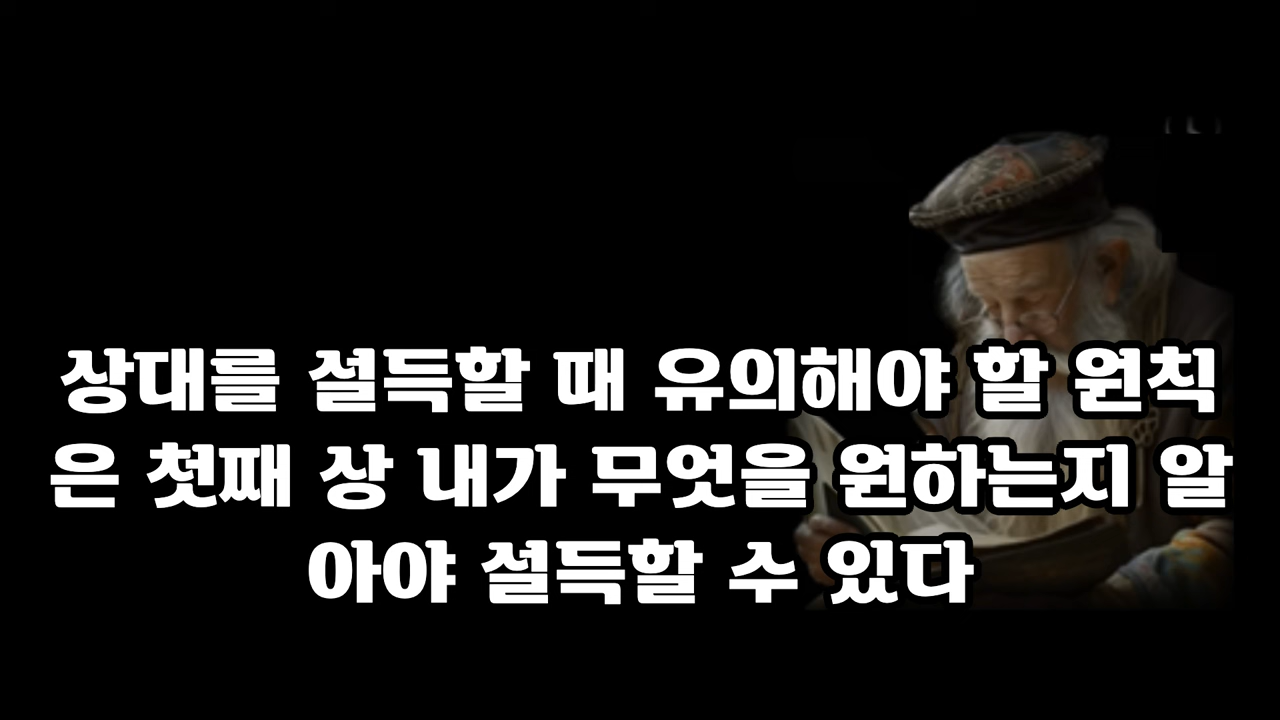 상대를 설득할 때 유의해야 할 원칙
은 첫째 상 내가 무엇을 원하는지 알
아야 설득할 수 있다